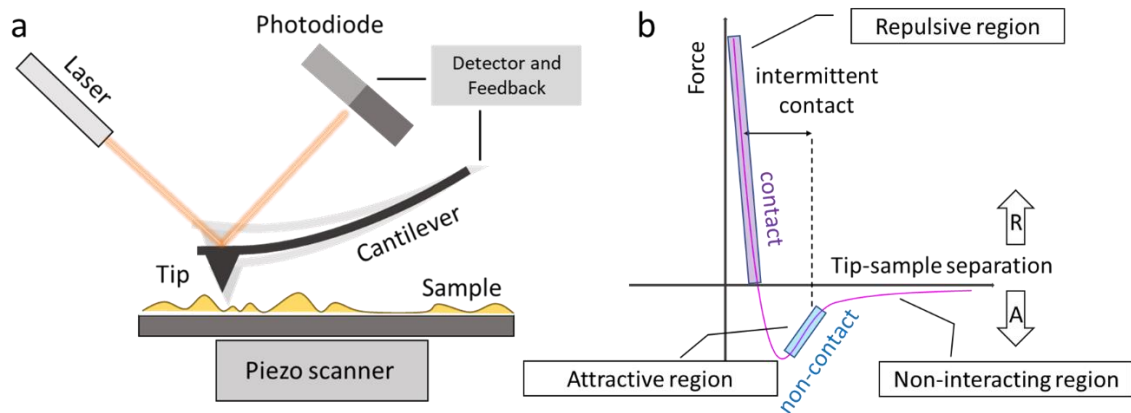 a
Laser
Photodiode
Detector and
Feedback
Cantilever
Tip
Sample
Piezo scanner
b
Force
Repulsive region
intermittent
contact
contact
R
Tip-sample separation
A
Attractive region
non-contact
Non-interacting region